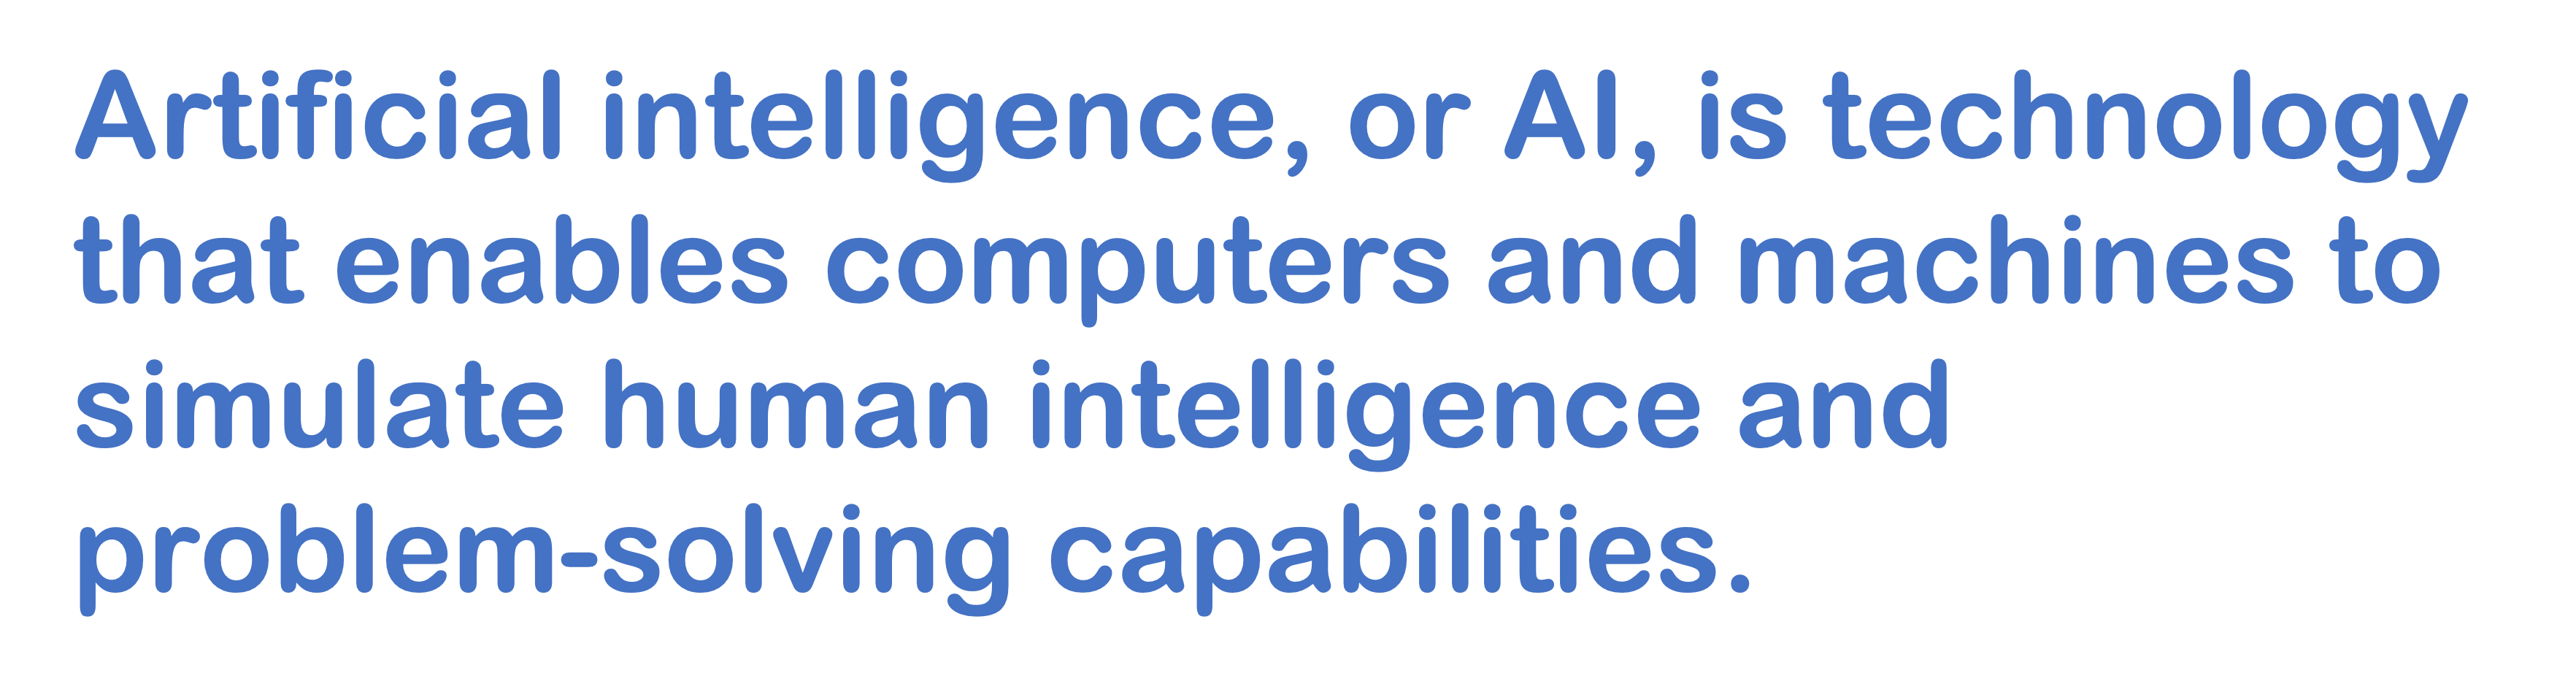 Artificial intelligence, or AI, is technology
that enables computers and machines to
simulate human intelligence and
problem-solving capabilities.